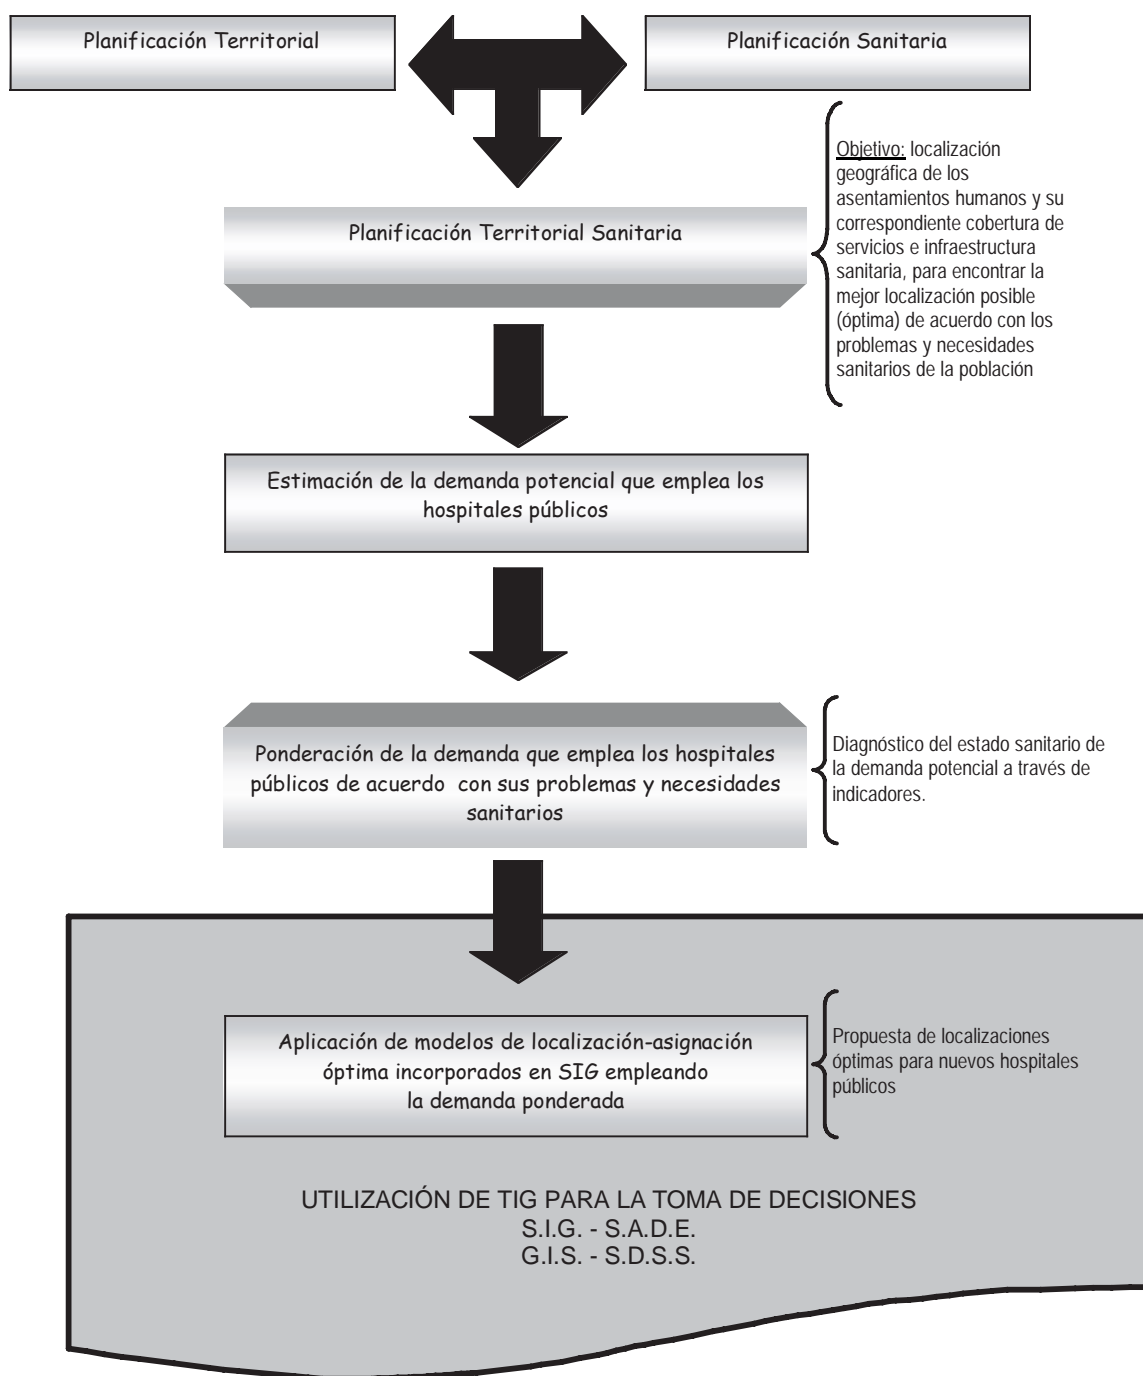 Planificación Territorial
Planificación Sanitaria
Objetivo: localización
geográfica de los
asentamientos humanos y su
correspondiente cobertura de
servicios e infraestructura
sanitaria, para encontrar la
mejor localización posible
(óptima) de acuerdo con los
problemas y necesidades
sanitarios de la población
Planificación Territorial Sanitaria
Estimación de la demanda potencial que emplea los
hospitales públicos
Ponderación de la demanda que emplea los hospitales
públicos de acuerdo con sus problemas y necesidades
sanitarios
Diagnóstico del estado sanitario de
la demanda potencial a través de
indicadores.
Aplicación de modelos de localización-asignación
óptima incorporados en SIG empleando
la demanda ponderada
Propuesta de localizaciones
óptimas para nuevos hospitales
públicos
UTILIZACIÓN DE TIG PARA LA TOMA DE DECISIONES
S.I.G. - S.A.D.E.
G.I.S. - S.D.S.S.